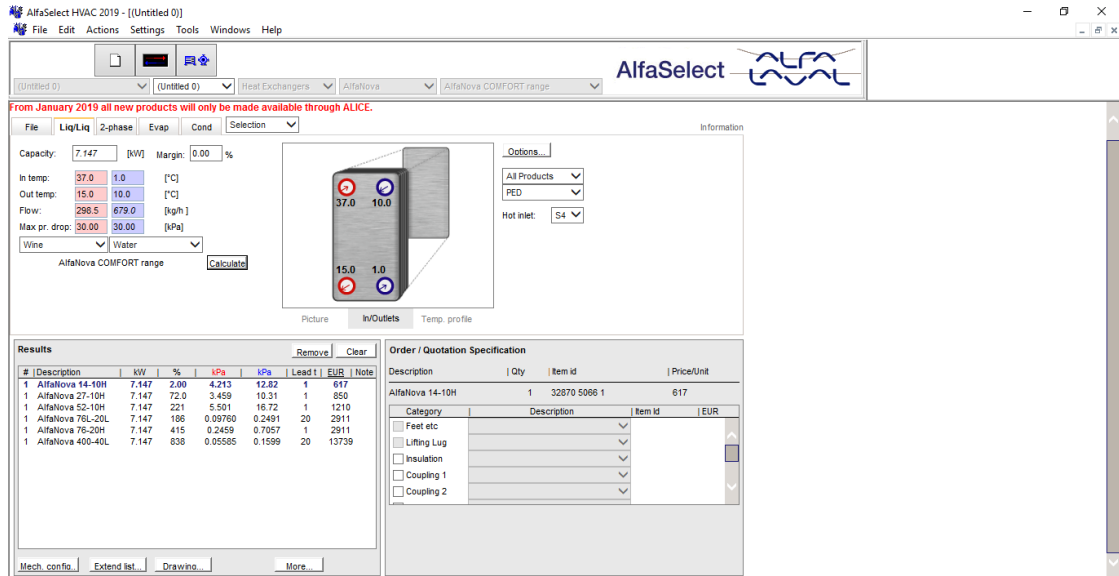 AlfaSelect HVAC 2019 - [(Untitled 0)]
File Edit Actions Settings Tools Windows Help
AlfaSelect
ALFA LAVAL
(Untitled 0) (Untitled 0) Heat Exchangers AlfaNova AlfaNova COMFORT range
From January 2019 all new products will only be made available through ALICE.
File Liq/Liq 2-phase Evap Cond Selection Information
Capacity: 7.147 [kW] Margin: 0.00 %
Options...
In temp: 37.0 1.0 [°C]
All Products
Out temp: 15.0 10.0 [°C]
PED
Flow: 298.5 679.0 [kg/h ]
Hot inlet: S4
Max pr. drop: 30.00 30.00 [kPa]
Wine Water
AlfaNova COMFORT range Calculate
37.0 10.0
15.0 1.0
Picture In/Outlets Temp. profile
Results
Remove Clear
# |Description | kW | % | kPa | kPa | Lead t | EUR | Note
1 AlfaNova 14-10H 7.147 2.00 4.213 12.82 1 617
1 AlfaNova 27-10H 7.147 72.0 3.459 10.31 1 850
1 AlfaNova 52-10H 7.147 221 5.501 16.72 1 1210
1 AlfaNova 76L-20L 7.147 186 0.09760 0.2491 20 2911
1 AlfaNova 76-20H 7.147 415 0.2459 0.7057 1 2911
1 AlfaNova 400-40L 7.147 838 0.05585 0.1599 20 13739
Mech. config.. Extend list... Drawing... More...
Order / Quotation Specification
Description | Qty | Item id | Price/Unit
AlfaNova 14-10H 1 32870 5066 1 617
Category | Description | Item Id | EUR
Feet etc
Lifting Lug
Insulation
Coupling 1
Coupling 2